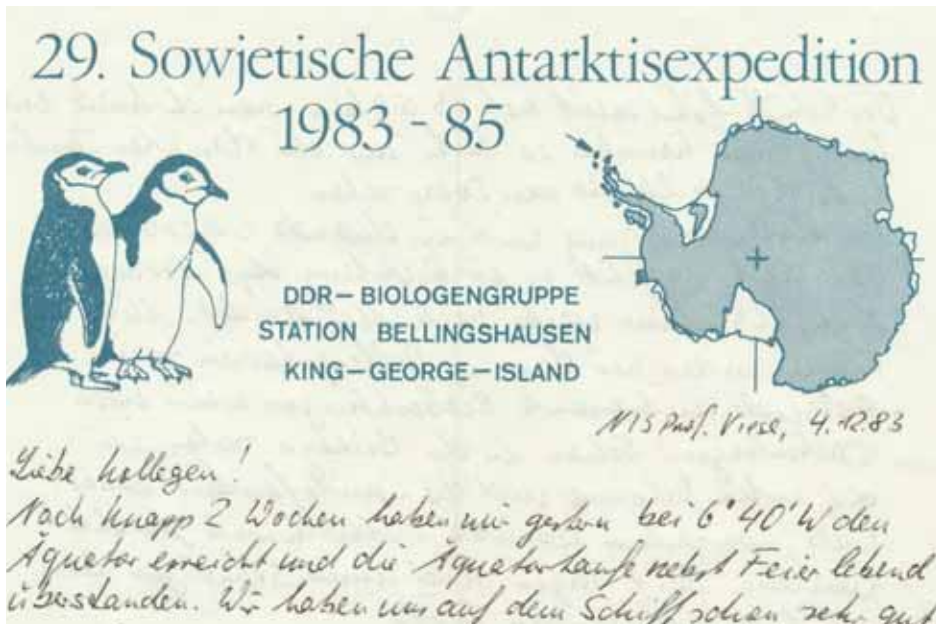 29. Sowjetische Antarktisexpedition
1983 - 85
DDR – BIOLOGENGRUPPE
STATION BELLINGSHAUSEN
KING – GEORGE – ISLAND
Prof. Viese, 4.12.83
Liebe Kollegen!
Nach knapp 2 Wochen haben wir gestern bei 6°40'W den
Äquator erreicht und die Äquatortaufe nebst Feier lebend
überstanden. Wir haben uns auf dem Schiff schon sehr gut